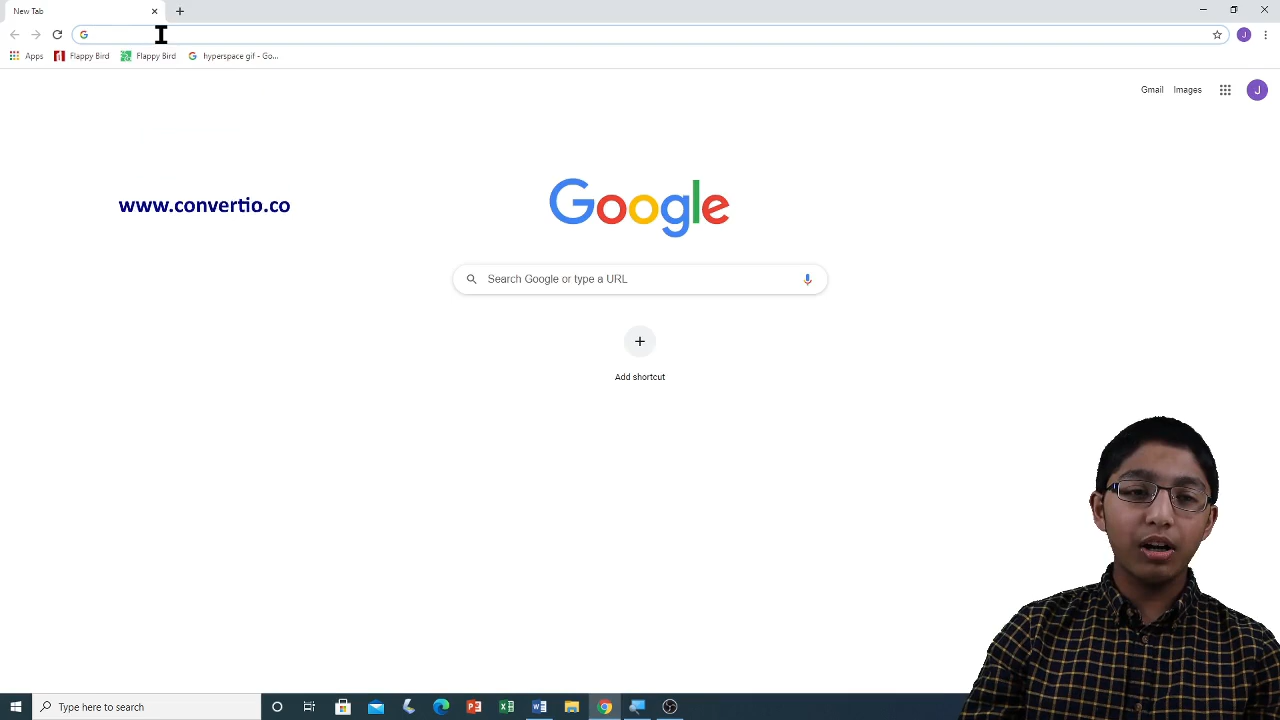 New Tab
Apps
Flappy Bird
Flappy Bird
hyperspace gif - Go...
Gmail
Images
J
J
www.convertio.co
Google
Search Google or type a URL
Add shortcut
Type here to search